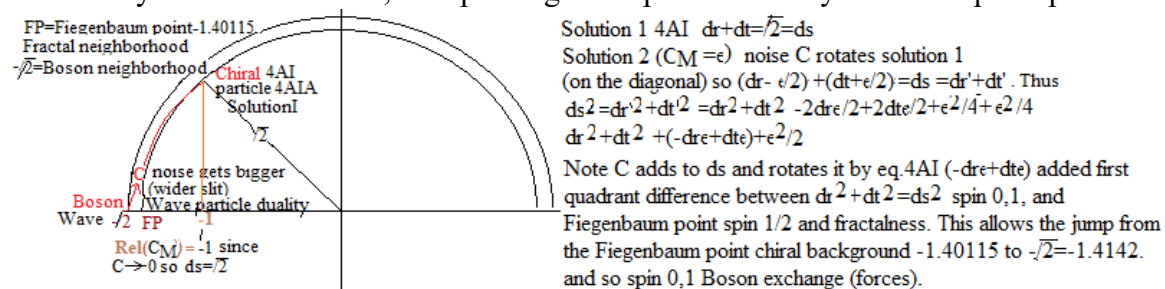 FP=Fiegenbaum point-1.40115
Fractal neighborhood
-√2=Boson neighborhood
Chiral 4AI
particle 4AIA
SolutionI
√2
C noise gets bigger
(wider slit)
Boson Wave particle duality
Wave -√2 FP -1
Rel(CM)=-1 since
C→0 so ds=√2
Solution 1 4AI dr+dt=√2=ds
Solution 2 (CM=ϵ) noise C rotates solution 1
(on the diagonal) so (dr- ϵ/2) +(dt+ϵ/2)=ds =dr'+dt' . Thus
ds2=dr'2+dt'2 =dr2+dt2 -2drϵ/2+2dtϵ/2+ϵ2/4+ϵ2/4
dr2+dt2 +(-drϵ+dtϵ)+ϵ2/2
Note C adds to ds and rotates it by eq.4AI (-drϵ+dtϵ) added first
quadrant difference between dr2+dt2=ds2 spin 0,1, and
Fiegenbaum point spin 1/2 and fractalness. This allows the jump from
the Fiegenbaum point chiral background -1.40115 to -√2=-1.4142.
and so spin 0,1 Boson exchange (forces).